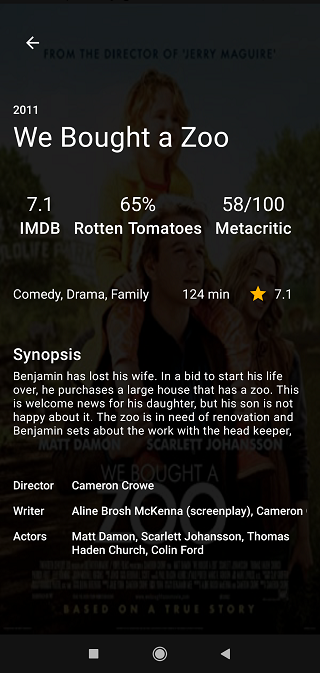 FROM THE DIRECTOR OF 'JERRY MAGUIRE'
2011
We Bought a Zoo
7.1 65% 58/100
IMDB Rotten Tomatoes Metacritic
Comedy, Drama, Family 124 min 7.1
Synopsis
Benjamin has lost his wife. In a bid to start his life
over, he purchases a large house that has a zoo. This
is welcome news for his daughter, but his son is not
happy about it. The zoo is in need of renovation and
Benjamin sets about the work with the head keeper,
MATT DAMON SCARLETT JOHANSSON
WE BOUGHT A
ZOO
Director Cameron Crowe
Writer Aline Brosh McKenna (screenplay), Cameron
Actors Matt Damon, Scarlett Johansson, Thomas
Haden Church, Colin Ford
BASED ON A TRUE STORY